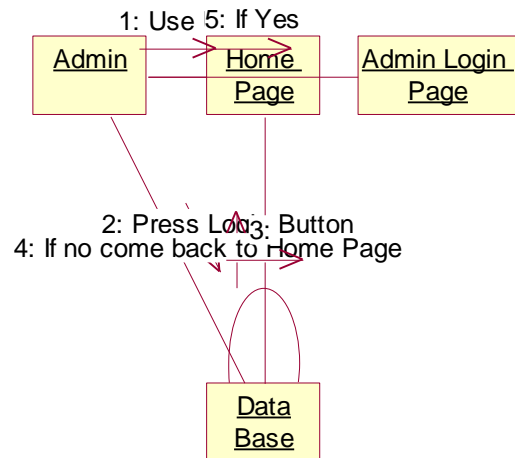 1: Use 5: If Yes
Admin
Home
Page
Admin Login
Page
2: Press Button
3:
4: If no come back to Home Page
Data
Base